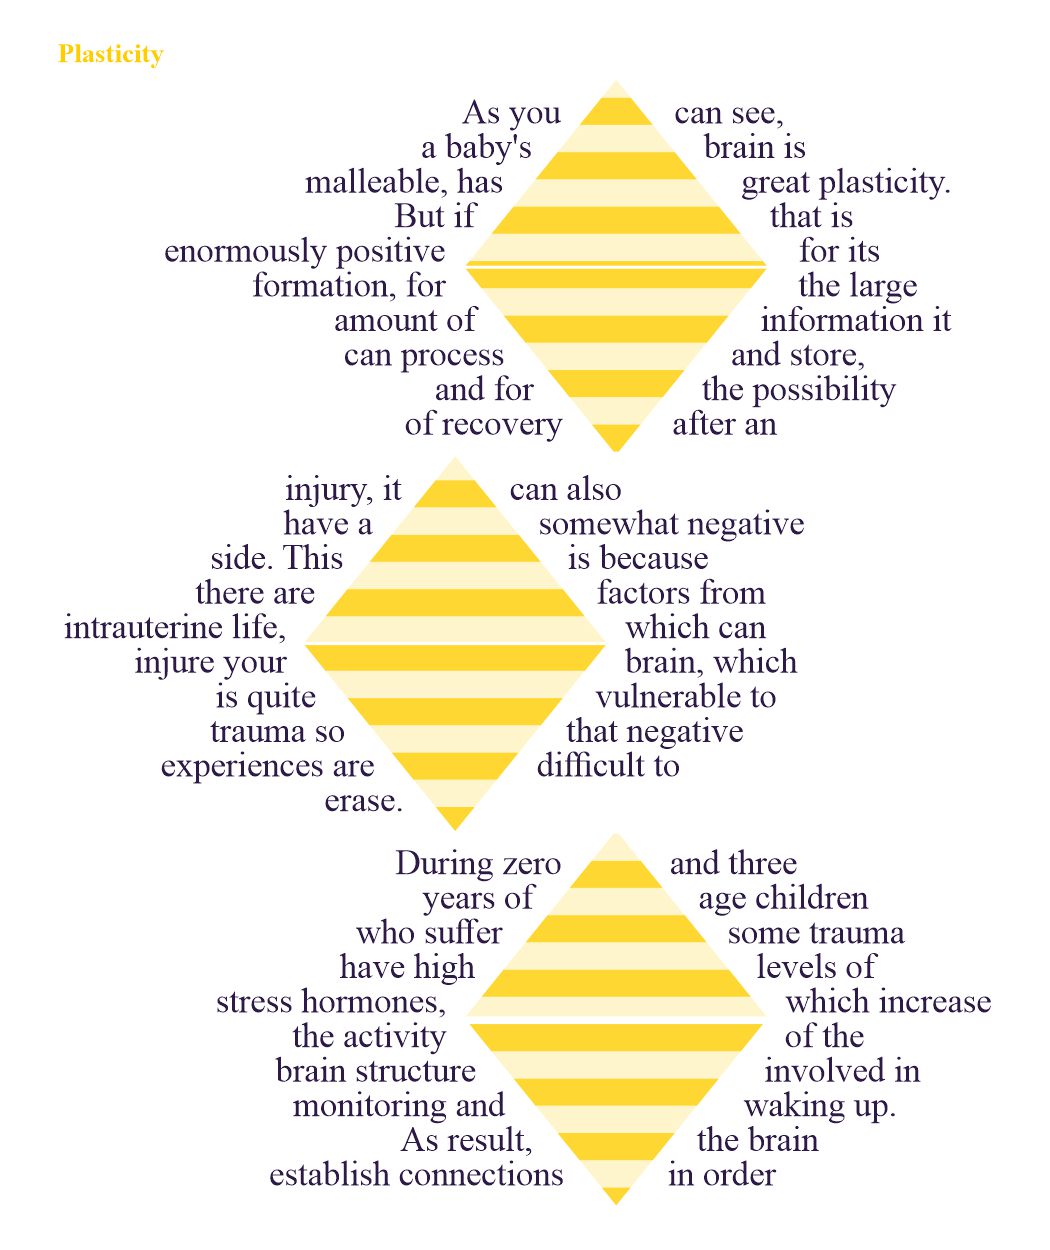 Plasticity
As you can see,
a baby's brain is
malleable, has great plasticity.
But if that is
enormously positive for its
formation, for the large
amount of information it
can process and store,
and for the possibility
of recovery after an
injury, it can also
have a somewhat negative
side. This is because
there are factors from
intrauterine life, which can
injure your brain, which
is quite vulnerable to
trauma so that negative
experiences are difficult to
erase.
During zero and three
years of age children
who suffer some trauma
have high levels of
stress hormones, which increase
the activity of the
brain structure involved in
monitoring and waking up.
As result, the brain
establish connections in order